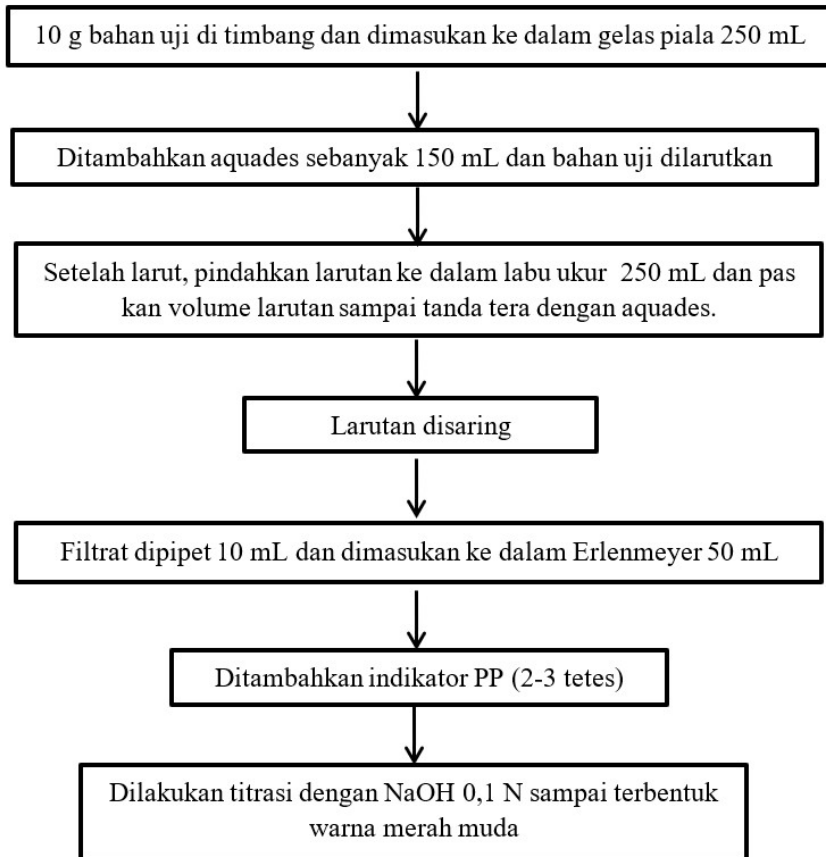 10 g bahan uji di timbang dan dimasukan ke dalam gelas piala 250 mL
Ditambahkan aquades sebanyak 150 mL dan bahan uji dilarutkan
Setelah larut, pindahkan larutan ke dalam labu ukur 250 mL dan pas
kan volume larutan sampai tanda tera dengan aquades.
Larutan disaring
Filtrat dipipet 10 mL dan dimasukan ke dalam Erlenmeyer 50 mL
Ditambahkan indikator PP (2-3 tetes)
Dilakukan titrasi dengan NaOH 0,1 N sampai terbentuk
warna merah muda